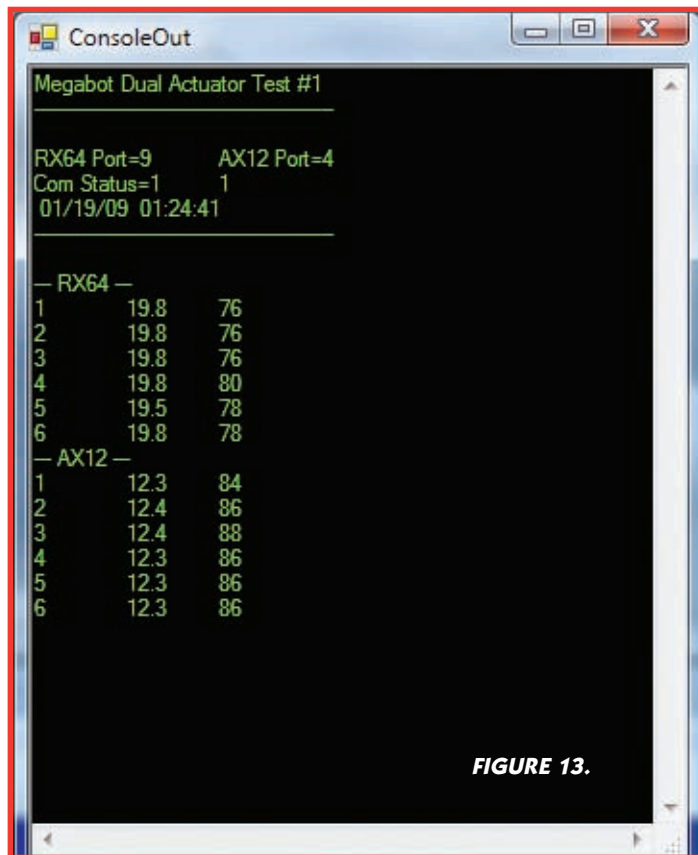 ConsoleOut
Megabot Dual Actuator Test #1
RX64 Port=9 AX12 Port=4
Com Status=1 1
01/19/09 01:24:41
— RX64 —
1 19.8 76
2 19.8 76
3 19.8 76
4 19.8 80
5 19.5 78
6 19.8 78
— AX12 —
1 12.3 84
2 12.4 86
3 12.4 88
4 12.3 86
5 12.3 86
6 12.3 86
FIGURE 13.